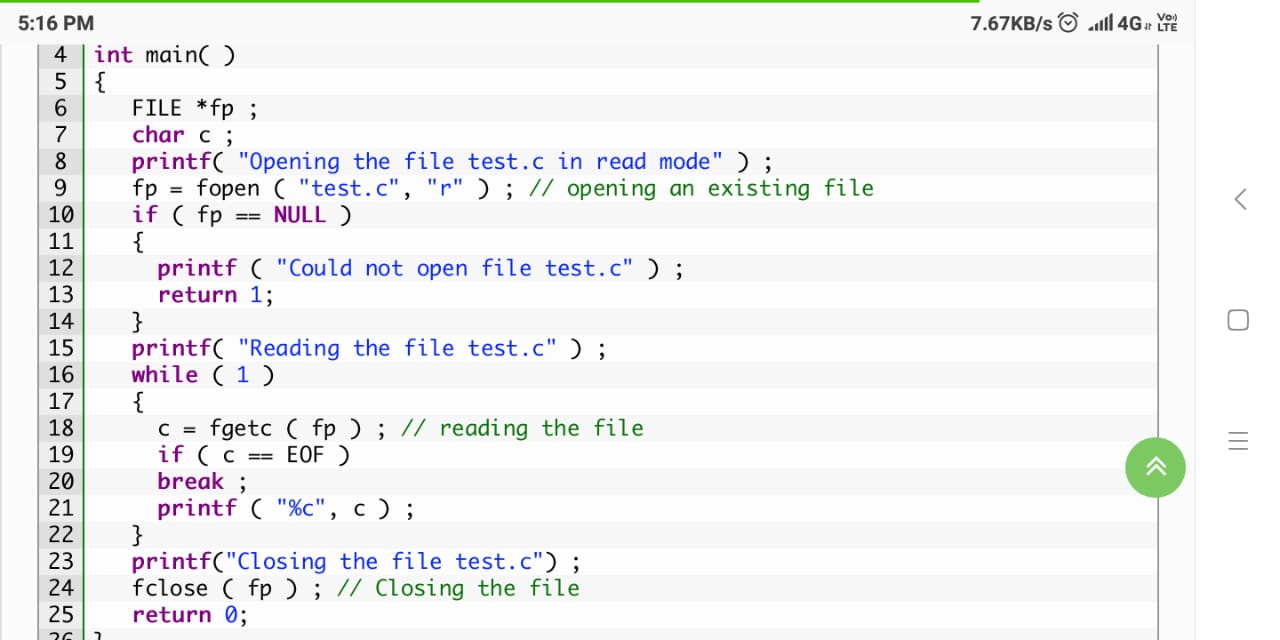 5:16 PM 7.67KB/s 4G Vo)) LTE
4 int main( )
5 {
6 FILE *fp ;
7 char c ;
8 printf( "Opening the file test.c in read mode" ) ;
9 fp = fopen ( "test.c", "r" ) ; // opening an existing file
10 if ( fp == NULL )
11 {
12 printf ( "Could not open file test.c" ) ;
13 return 1;
14 }
15 printf( "Reading the file test.c" ) ;
16 while ( 1 )
17 {
18 c = fgetc ( fp ) ; // reading the file
19 if ( c == EOF )
20 break ;
21 printf ( "%c", c ) ;
22 }
23 printf("Closing the file test.c") ;
24 fclose ( fp ) ; // Closing the file
25 return 0;
26 }